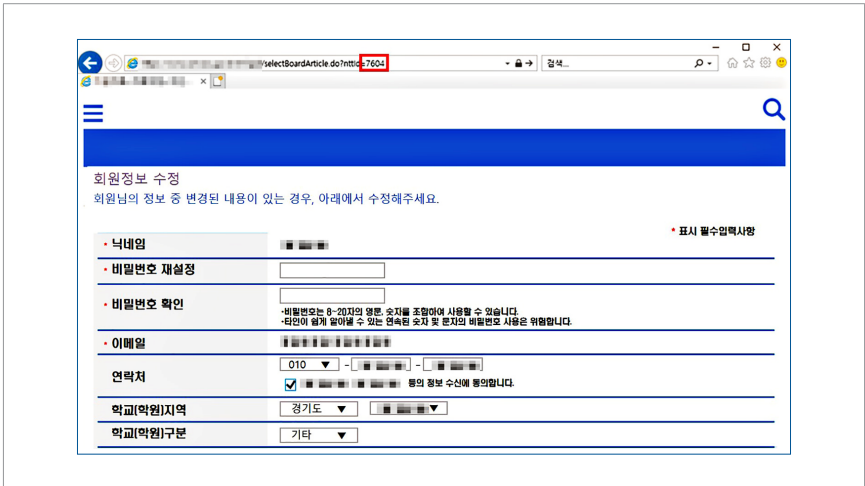 /selectBoardArticle.do?nttId=7604
검색...
회원정보 수정
회원님의 정보 중 변경된 내용이 있는 경우, 아래에서 수정해주세요.
* 표시 필수입력사항
* 닉네임
* 비밀번호 재설정
* 비밀번호 확인
•비밀번호는 8~20자의 영문, 숫자를 조합하여 사용할 수 있습니다.
•타인이 쉽게 알아낼 수 있는 연속된 숫자 및 문자의 비밀번호 사용은 위험합니다.
* 이메일
연락처 010 - -
등의 정보 수신에 동의합니다.
학교(학원)지역 경기도
학교(학원)구분 기타